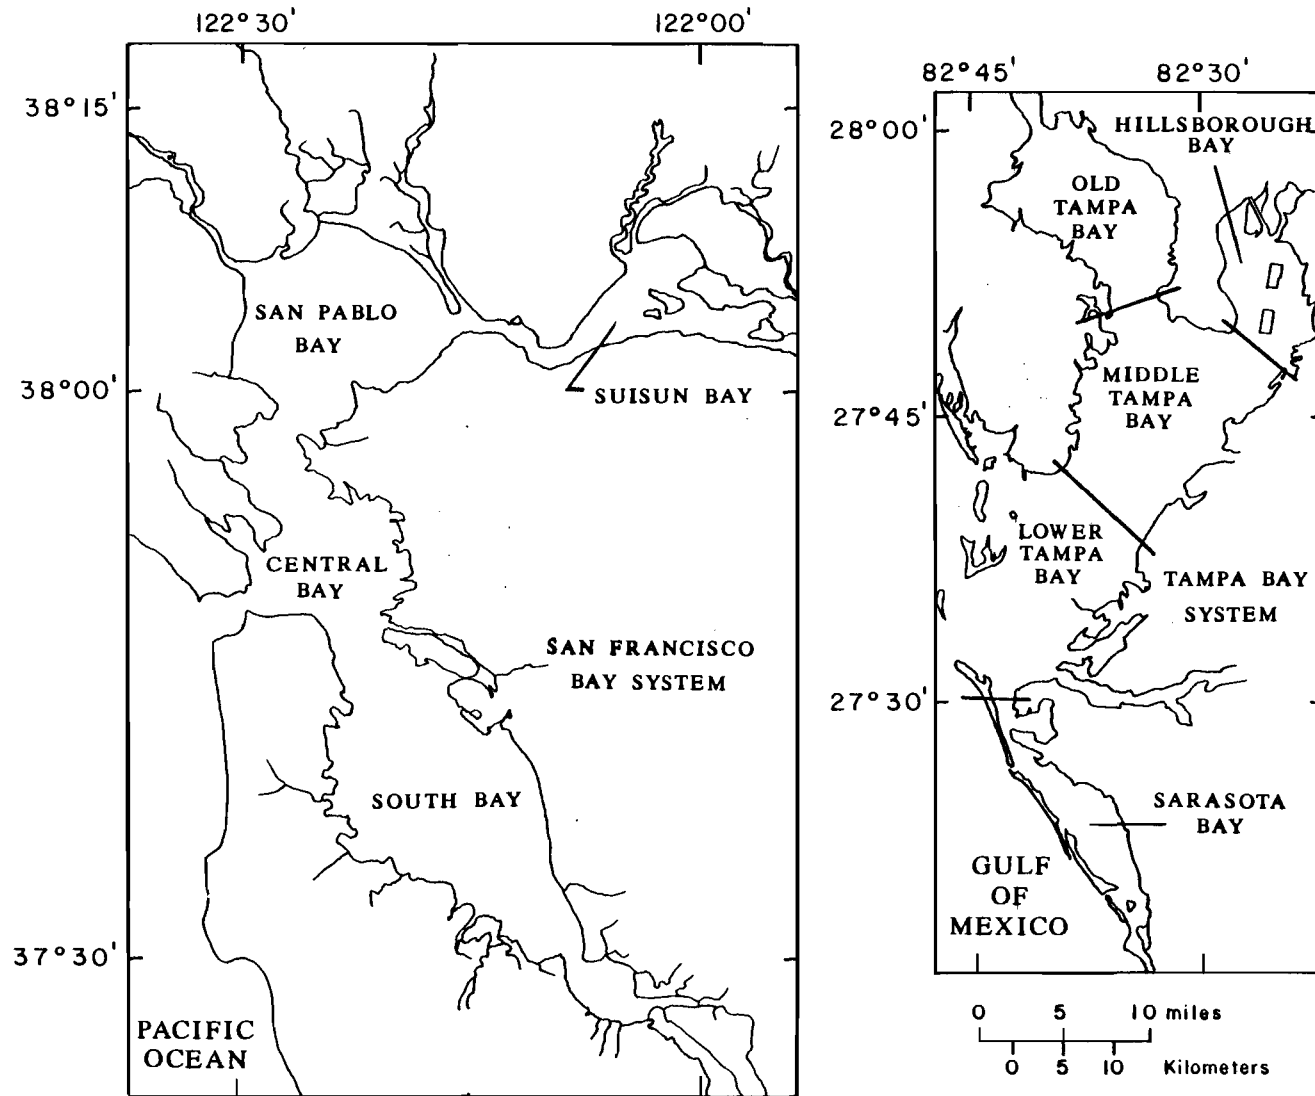 122°30'
122°00'
38°15'
38°00'
37°30'
SAN PABLO
BAY
SUISUN BAY
CENTRAL
BAY
SAN FRANCISCO
BAY SYSTEM
SOUTH BAY
PACIFIC
OCEAN
82°45'
82°30'
28°00'
27°45'
27°30'
HILLSBOROUGH
BAY
OLD
TAMPA
BAY
MIDDLE
TAMPA
BAY
LOWER
TAMPA
BAY
TAMPA BAY
SYSTEM
SARASOTA
BAY
GULF
OF
MEXICO
0 5 10 miles
0 5 10 Kilometers